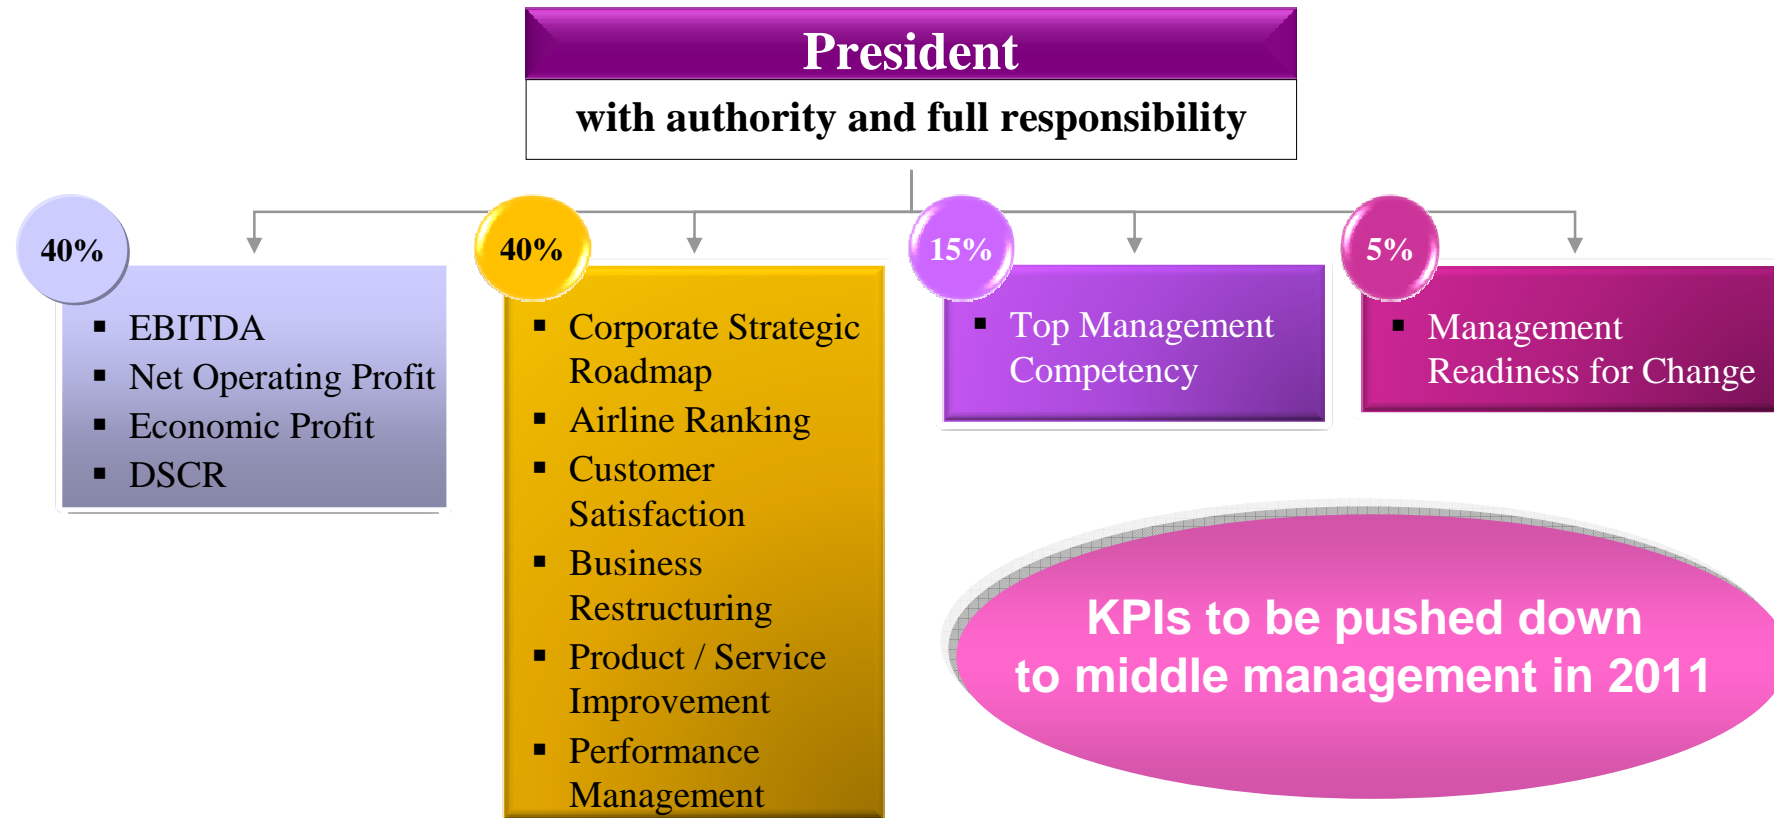 President
with authority and full responsibility
40%
▪ EBITDA
▪ Net Operating Profit
▪ Economic Profit
▪ DSCR
40%
▪ Corporate Strategic
Roadmap
▪ Airline Ranking
▪ Customer
Satisfaction
▪ Business
Restructuring
▪ Product / Service
Improvement
▪ Performance
Management
15%
▪ Top Management
Competency
5%
▪ Management
Readiness for Change
KPIs to be pushed down
to middle management in 2011